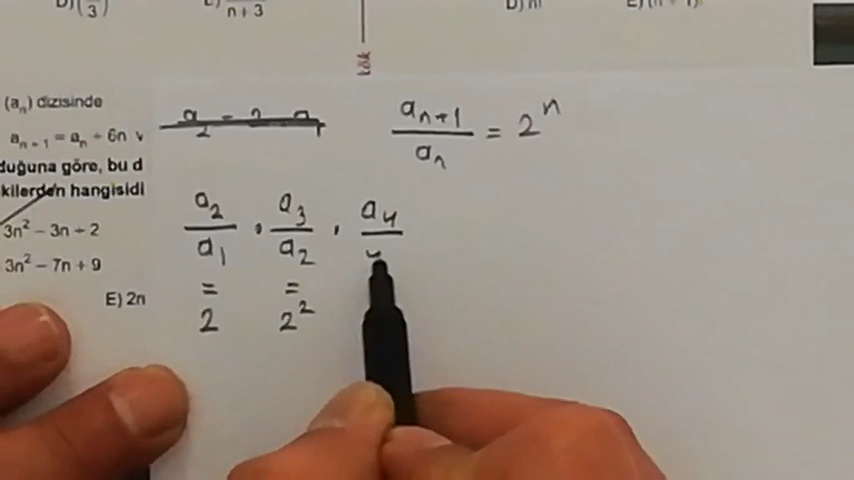 n + 3
D) n!
kök
(aₙ) dizisinde
aₙ₊₁ = aₙ + 6n v
duğuna göre, bu d
kilerden hangisidi
3n² − 3n + 2
3n² − 7n + 9
E) 2n
aₙ₊₁ / aₙ = 2ⁿ
a₂ / a₁ · a₃ / a₂ · a₄
= =
2 2²